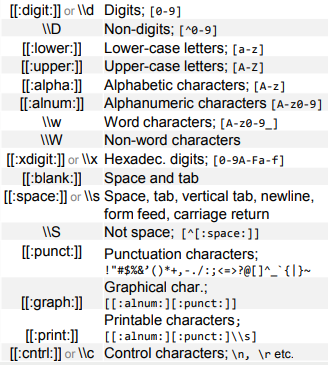 [[:digit:]] or \\d Digits; [0-9]
\\D Non-digits; [^0-9]
[[:lower:]] Lower-case letters; [a-z]
[[:upper:]] Upper-case letters; [A-Z]
[[:alpha:]] Alphabetic characters; [A-z]
[[:alnum:]] Alphanumeric characters [A-z0-9]
\\w Word characters; [A-z0-9_]
\\W Non-word characters
[[:xdigit:]] or \\x Hexadec. digits; [0-9A-Fa-f]
[[:blank:]] Space and tab
[[:space:]] or \\s Space, tab, vertical tab, newline,
form feed, carriage return
\\S Not space; [^[:space:]]
[[:punct:]] Punctuation characters;
!"#$%&’()*+,-./:;<=>?@[]^_`{|}~
Graphical char.;
[[:graph:]] [[:alnum:][:punct:]]
Printable characters;
[[:print:]] [[:alnum:][:punct:]\\s]
[[:cntrl:]] or \\c Control characters; \n, \r etc.